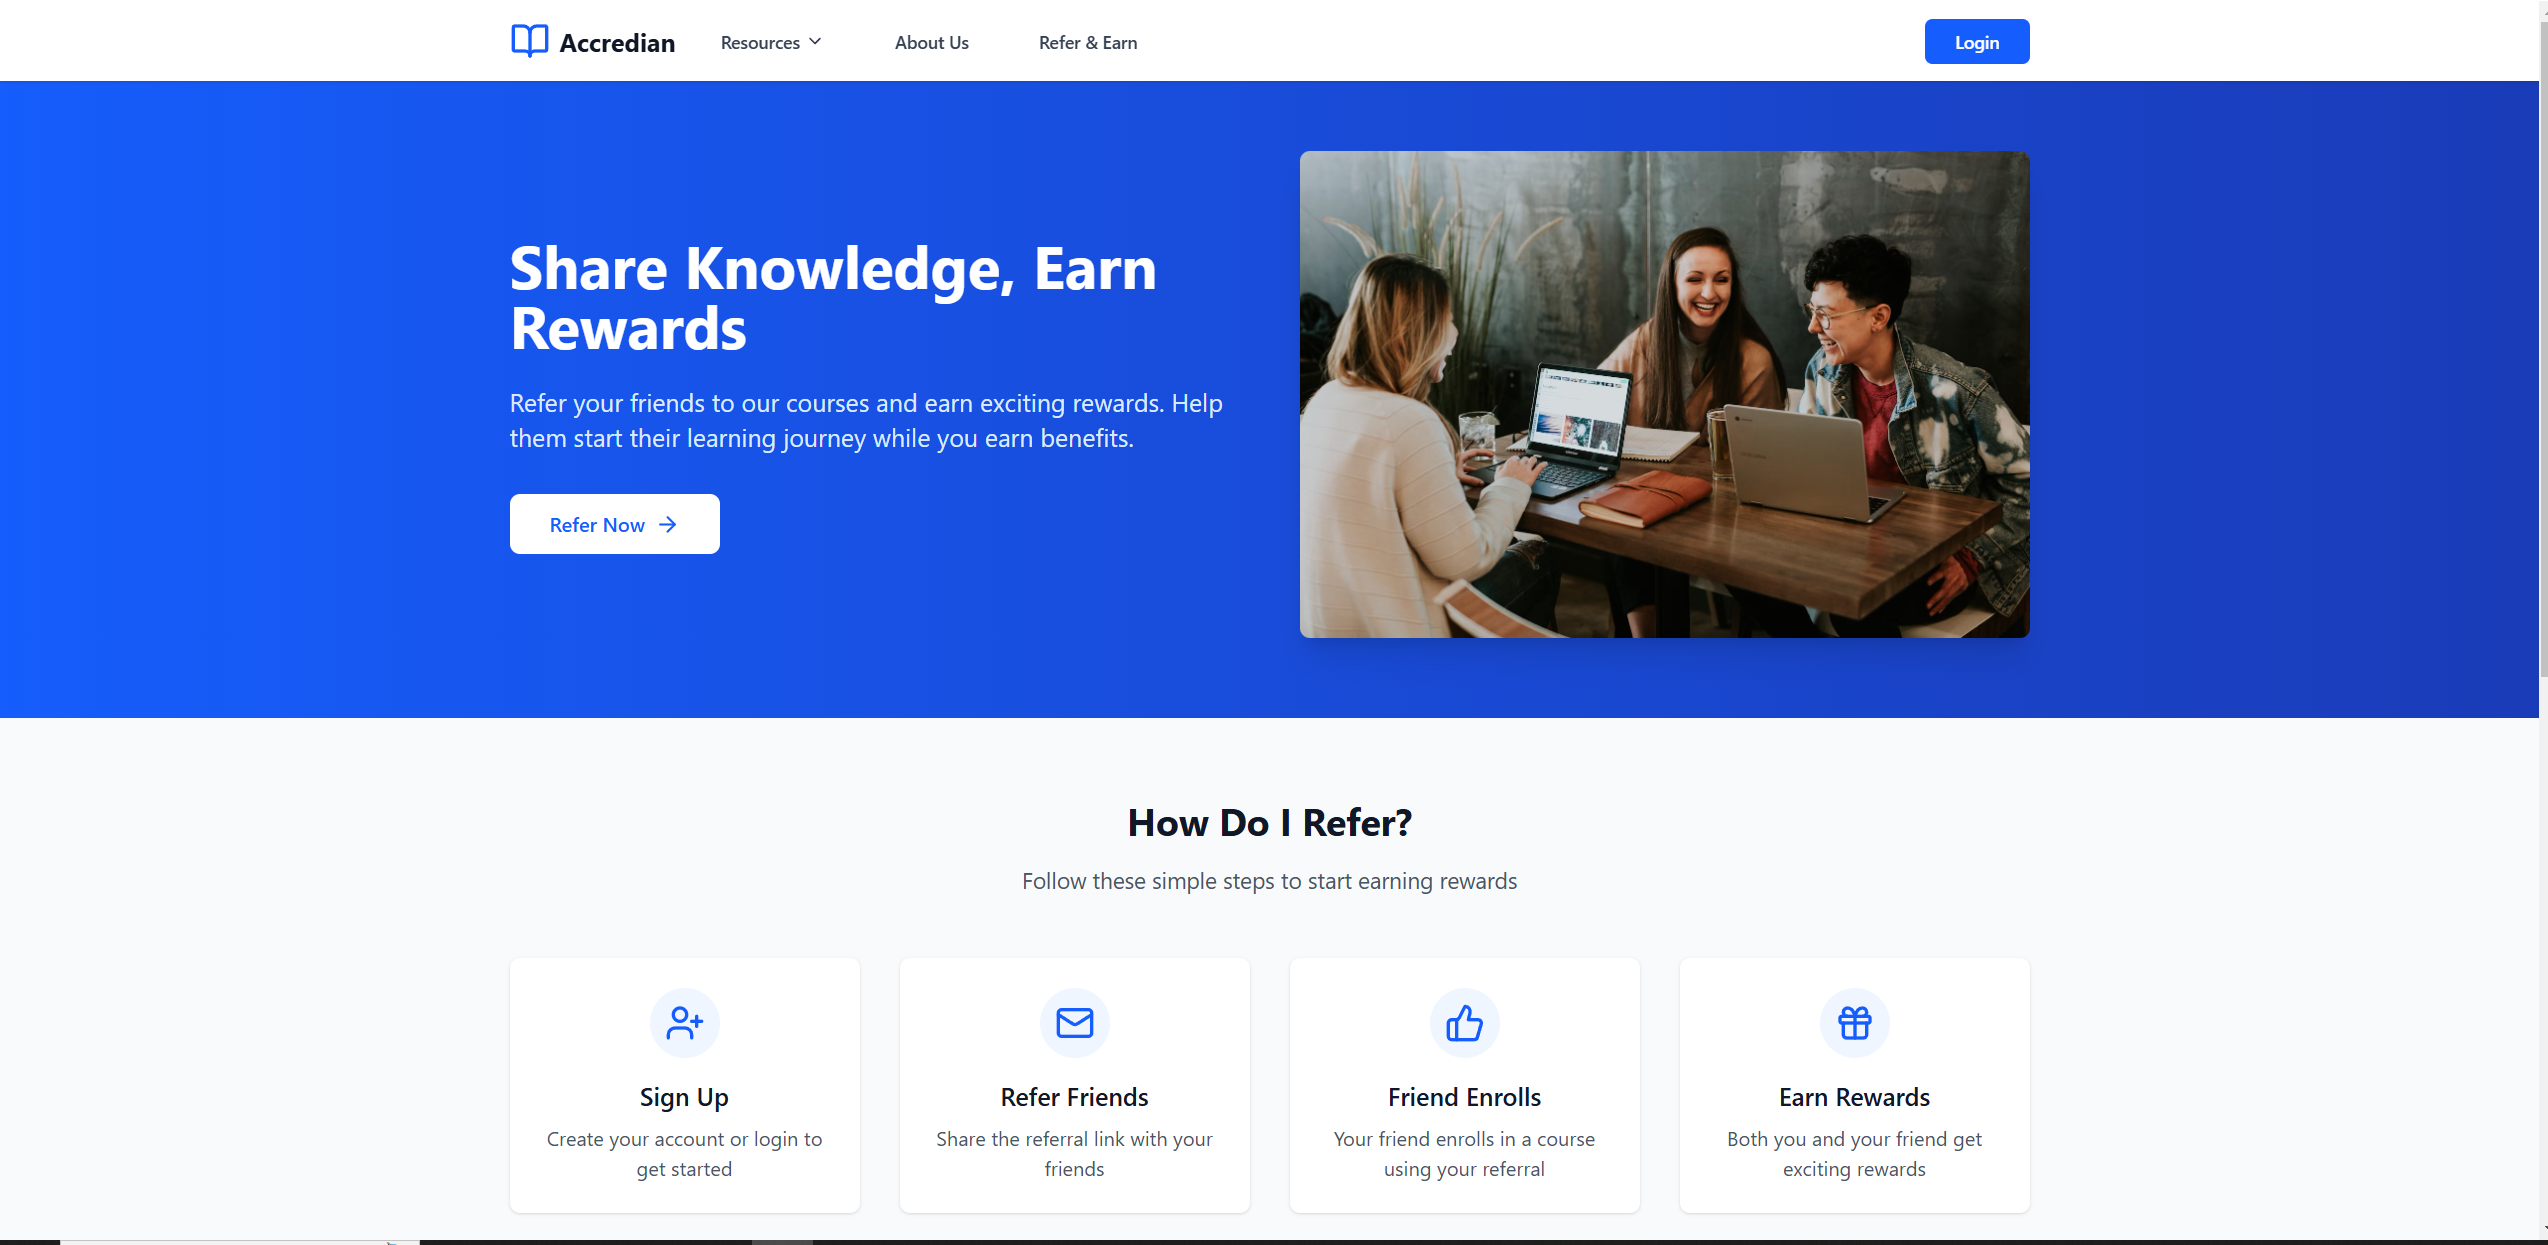 Accredian
Resources
About Us
Refer & Earn
Login
Share Knowledge, Earn
Rewards
Refer your friends to our courses and earn exciting rewards. Help
them start their learning journey while you earn benefits.
Refer Now
How Do I Refer?
Follow these simple steps to start earning rewards
Sign Up
Create your account or login to
get started
Refer Friends
Share the referral link with your
friends
Friend Enrolls
Your friend enrolls in a course
using your referral
Earn Rewards
Both you and your friend get
exciting rewards